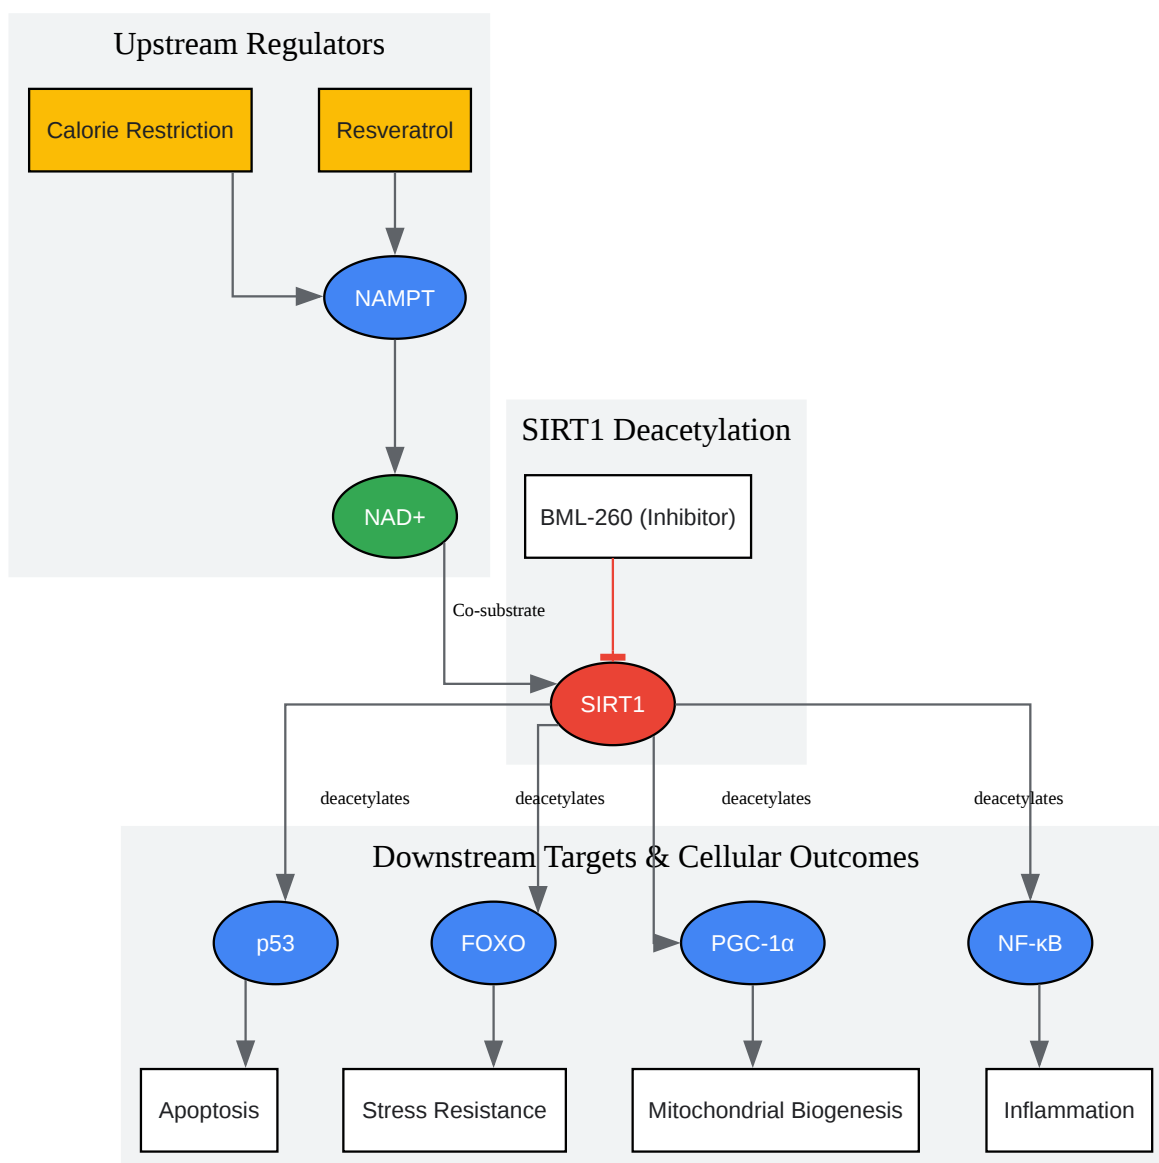 Upstream Regulators
Calorie Restriction
Resveratrol
NAMPT
NAD+
SIRT1 Deacetylation
BML-260 (Inhibitor)
Co-substrate
SIRT1
deacetylates
deacetylates
deacetylates
deacetylates
Downstream Targets & Cellular Outcomes
p53
FOXO
PGC-1α
NF-κB
Apoptosis
Stress Resistance
Mitochondrial Biogenesis
Inflammation